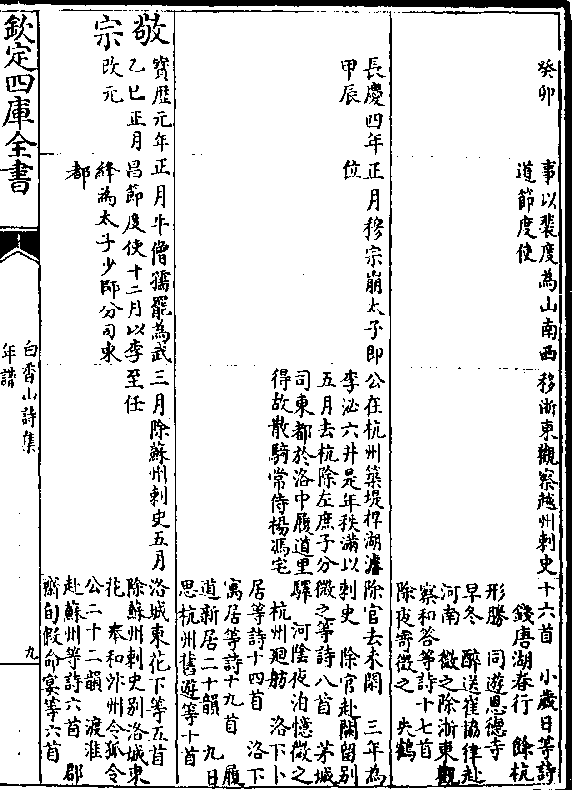 癸卯
事以裴度為山南西
道節度使
移浙東觀察越州刺史
十六首　小歲日等詩
錢唐湖春行　餘杭
形勝　同遊恩德寺
早冬　醉送崔協律赴
河南　微之除浙東觀
察和答等詩十七首
除夜寄微之　失鶴
長慶四年
甲辰
正月穆宗崩太子即
位
公在杭州築堤捍湖濬
李泌六井是年秩滿以
五月去杭除左庶子分
司東都於洛中履道里
得故散騎常侍楊馮宅
除官去未間　三年為
刺史　除官赴闕留别
微之等詩八首　茅城
驛　河陰夜泊憶微之
杭州廻舫　洛下卜
居等詩十四首　洛下
寓居等詩十九首　履
道新居二十韻　九日
思杭州舊遊等十首
敬宗
寳歷元年
乙巳正月
改元
正月牛僧孺罷為武
昌節度使十二月以李
絳為太子少師分司東
都
三月除蘇州刺史五月
至任
洛城東花下等五首
除蘇州刺史别洛城東
花　奉和汴州令狐令
公二十二韻　渡淮
赴蘇州等詩六首　郡
齋旬假命宴等六首
欽定四庫全書
白香山詩集
年譜
九